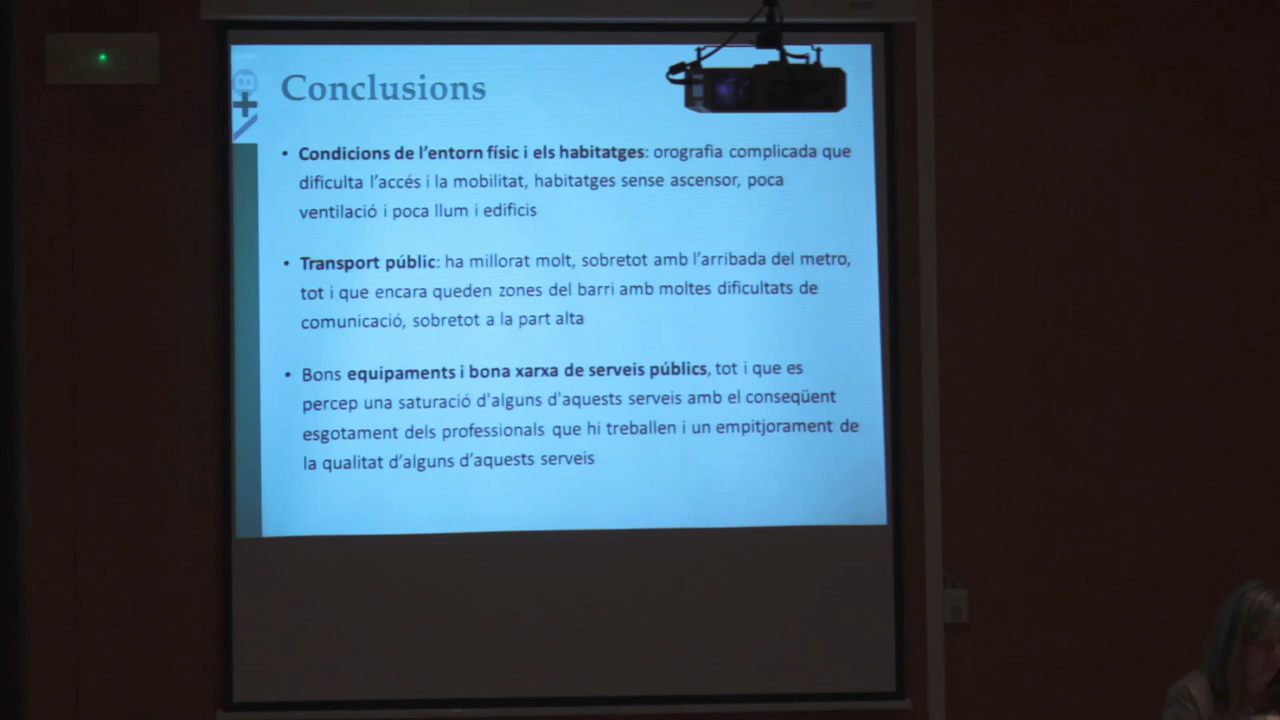 Conclusions
• Condicions de l'entorn físic i els habitatges: orografia complicada que
dificulta l'accés i la mobilitat, habitatges sense ascensor, poca
ventilació i poca llum i edificis
• Transport públic: ha millorat molt, sobretot amb l'arribada del metro,
tot i que encara queden zones del barri amb moltes dificultats de
comunicació, sobretot a la part alta
• Bons equipaments i bona xarxa de serveis públics, tot i que es
percep una saturació d'alguns d'aquests serveis amb el conseqüent
esgotament dels professionals que hi treballen i un empitjorament de
la qualitat d'alguns d'aquests serveis